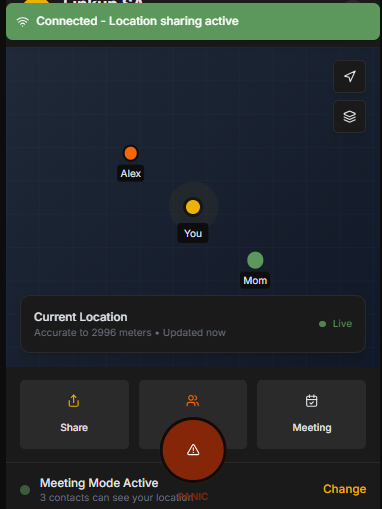 Linkup SA
Connected - Location sharing active
Alex
You
Mom
Current Location
Accurate to 2996 meters • Updated now
Live
Share
Meeting
Meeting Mode Active
3 contacts can see your location
PANIC
Change